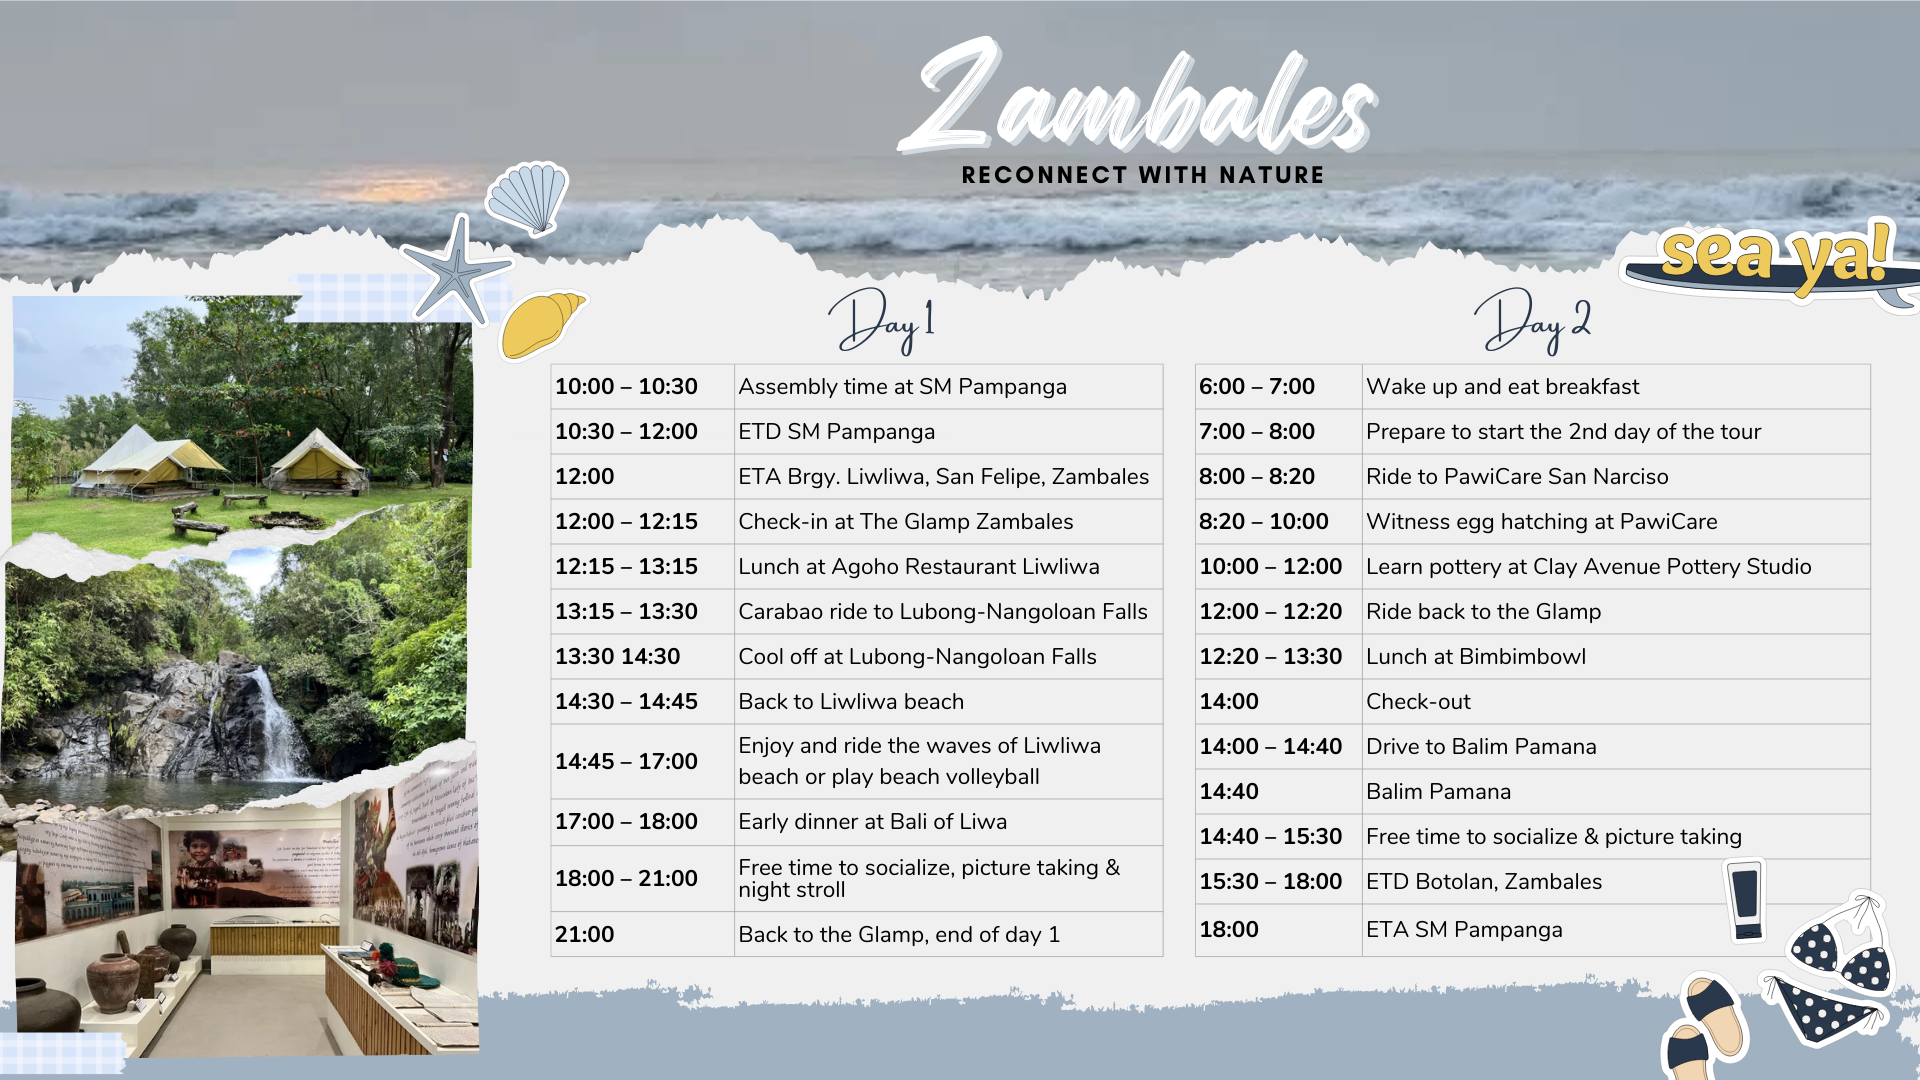 Zambales
RECONNECT WITH NATURE
sea ya!
Day 1
10:00 – 10:30 Assembly time at SM Pampanga
10:30 – 12:00 ETD SM Pampanga
12:00 ETA Brgy. Liwliwa, San Felipe, Zambales
12:00 – 12:15 Check-in at The Glamp Zambales
12:15 – 13:15 Lunch at Agoho Restaurant Liwliwa
13:15 – 13:30 Carabao ride to Lubong-Nangoloan Falls
13:30 14:30 Cool off at Lubong-Nangoloan Falls
14:30 – 14:45 Back to Liwliwa beach
14:45 – 17:00 Enjoy and ride the waves of Liwliwa
beach or play beach volleyball
17:00 – 18:00 Early dinner at Bali of Liwa
18:00 – 21:00 Free time to socialize, picture taking &
night stroll
21:00 Back to the Glamp, end of day 1
Day 2
6:00 – 7:00 Wake up and eat breakfast
7:00 – 8:00 Prepare to start the 2nd day of the tour
8:00 – 8:20 Ride to PawiCare San Narciso
8:20 – 10:00 Witness egg hatching at PawiCare
10:00 – 12:00 Learn pottery at Clay Avenue Pottery Studio
12:00 – 12:20 Ride back to the Glamp
12:20 – 13:30 Lunch at Bimbimbowl
14:00 Check-out
14:00 – 14:40 Drive to Balim Pamana
14:40 Balim Pamana
14:40 – 15:30 Free time to socialize & picture taking
15:30 – 18:00 ETD Botolan, Zambales
18:00 ETA SM Pampanga